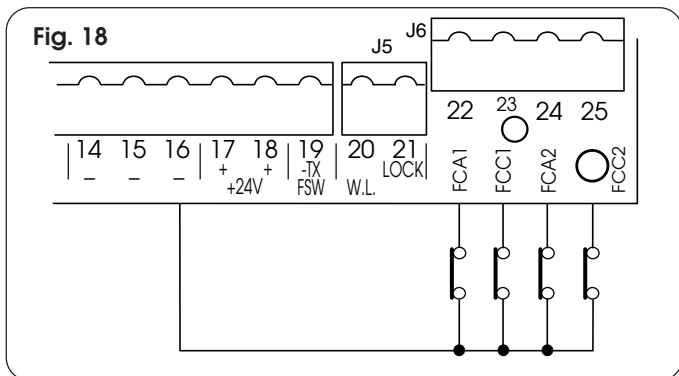 Fig. 18
J5
J6
14 15 16 17 18 19 20 21 22 23 24 25
– – – + + -TX LOCK
+24V FSW W.L.
FCA1 FCC1 FCA2 FCC2